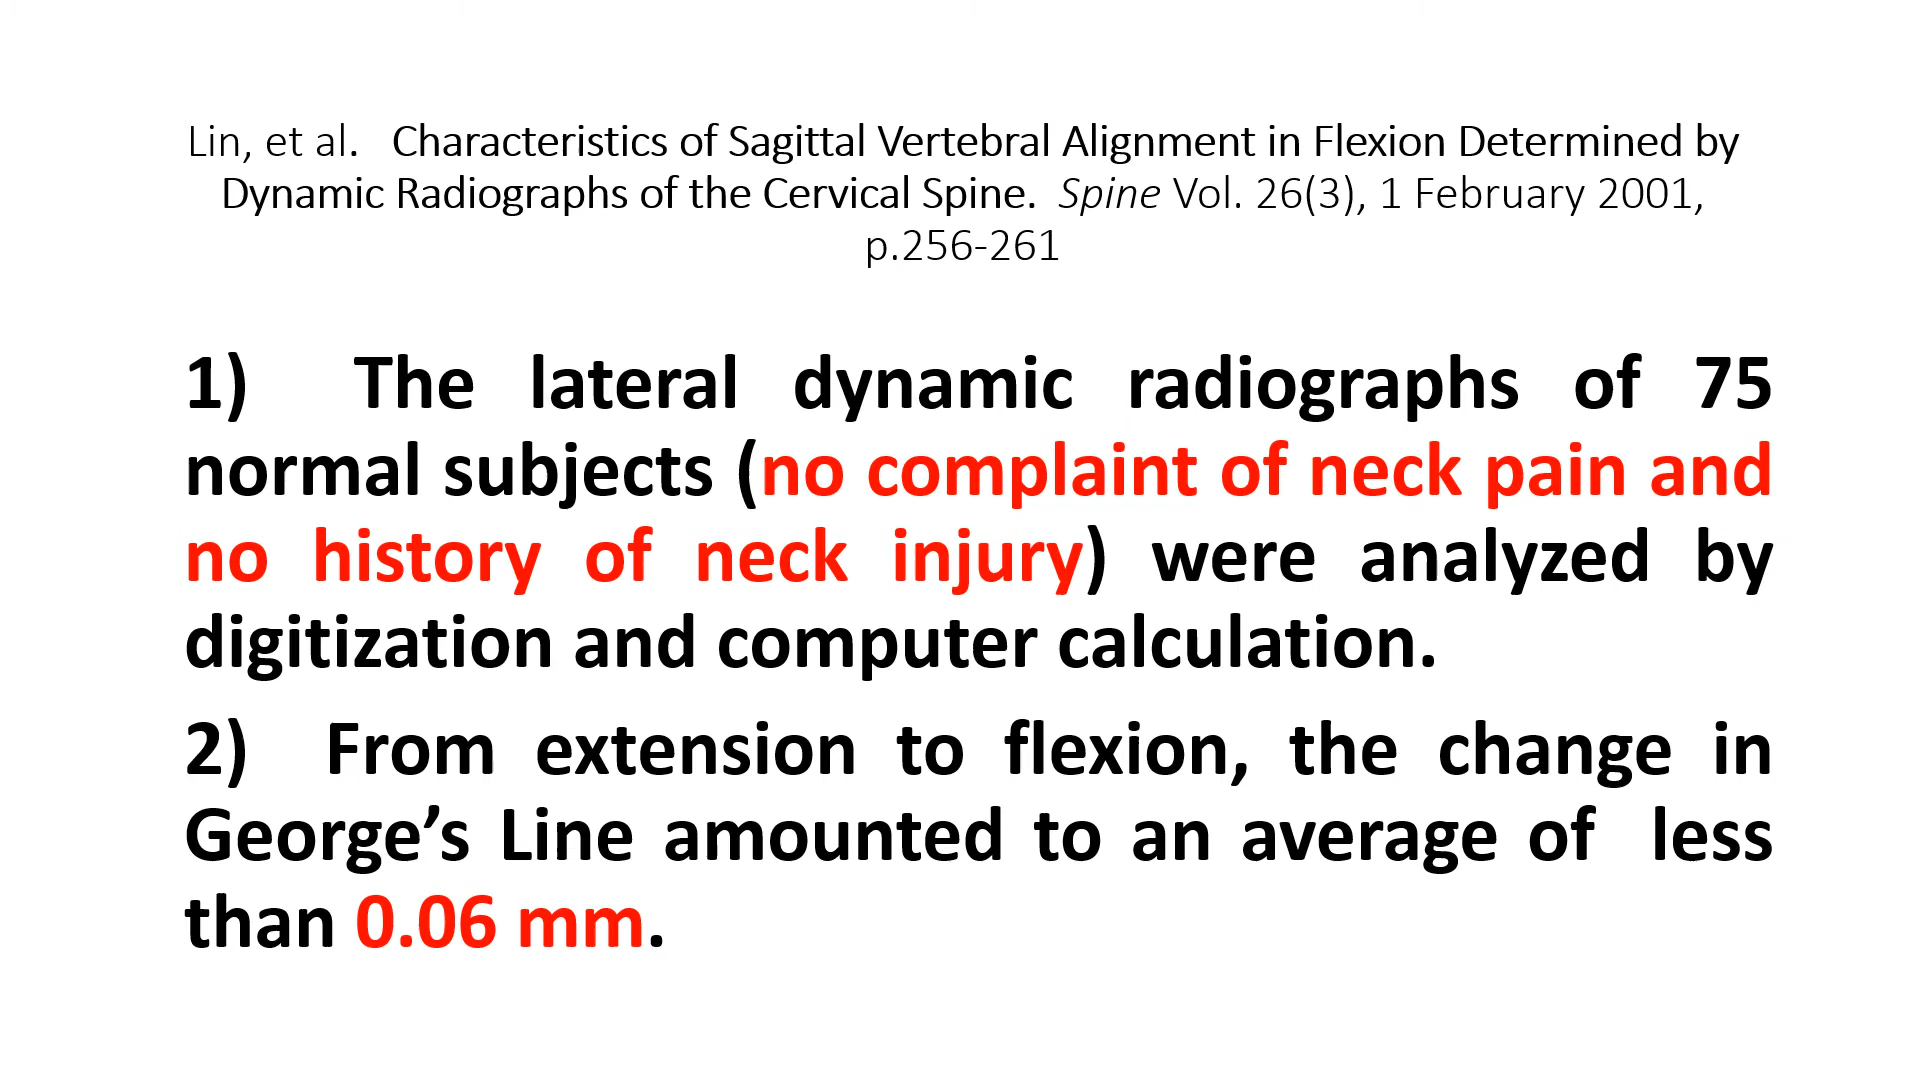 Lin, et al. Characteristics of Sagittal Vertebral Alignment in Flexion Determined by
Dynamic Radiographs of the Cervical Spine. Spine Vol. 26(3), 1 February 2001,
p.256-261
1) The lateral dynamic radiographs of 75
normal subjects (no complaint of neck pain and
no history of neck injury) were analyzed by
digitization and computer calculation.
2) From extension to flexion, the change in
George’s Line amounted to an average of less
than 0.06 mm.